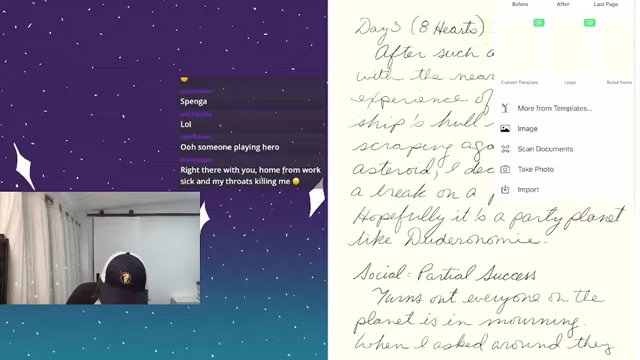 Spenga
Lol
Ooh someone playing hero
Right there with you, home from work
sick and my throats killing me
Day 3 (8 Hearts)
After such a
with the near
experience of
ship's hull
scraping aga
asteroid, I dec
a break on a p
Hopefully it's a party planet
like Duderonomie.
Social: Partial Success
Turns out everyone on the
planet is in mourning.
When I asked around they
Before After Last Page
Current Template Legal Ruled Narrow
More from Templates...
Image
Scan Documents
Take Photo
Import